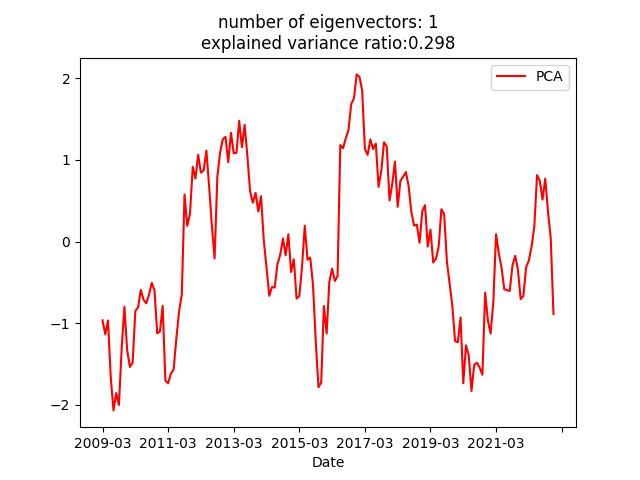 number of eigenvectors: 1
explained variance ratio:0.298
PCA
2
1
0
−1
−2
2009-03 2011-03 2013-03 2015-03 2017-03 2019-03 2021-03
Date